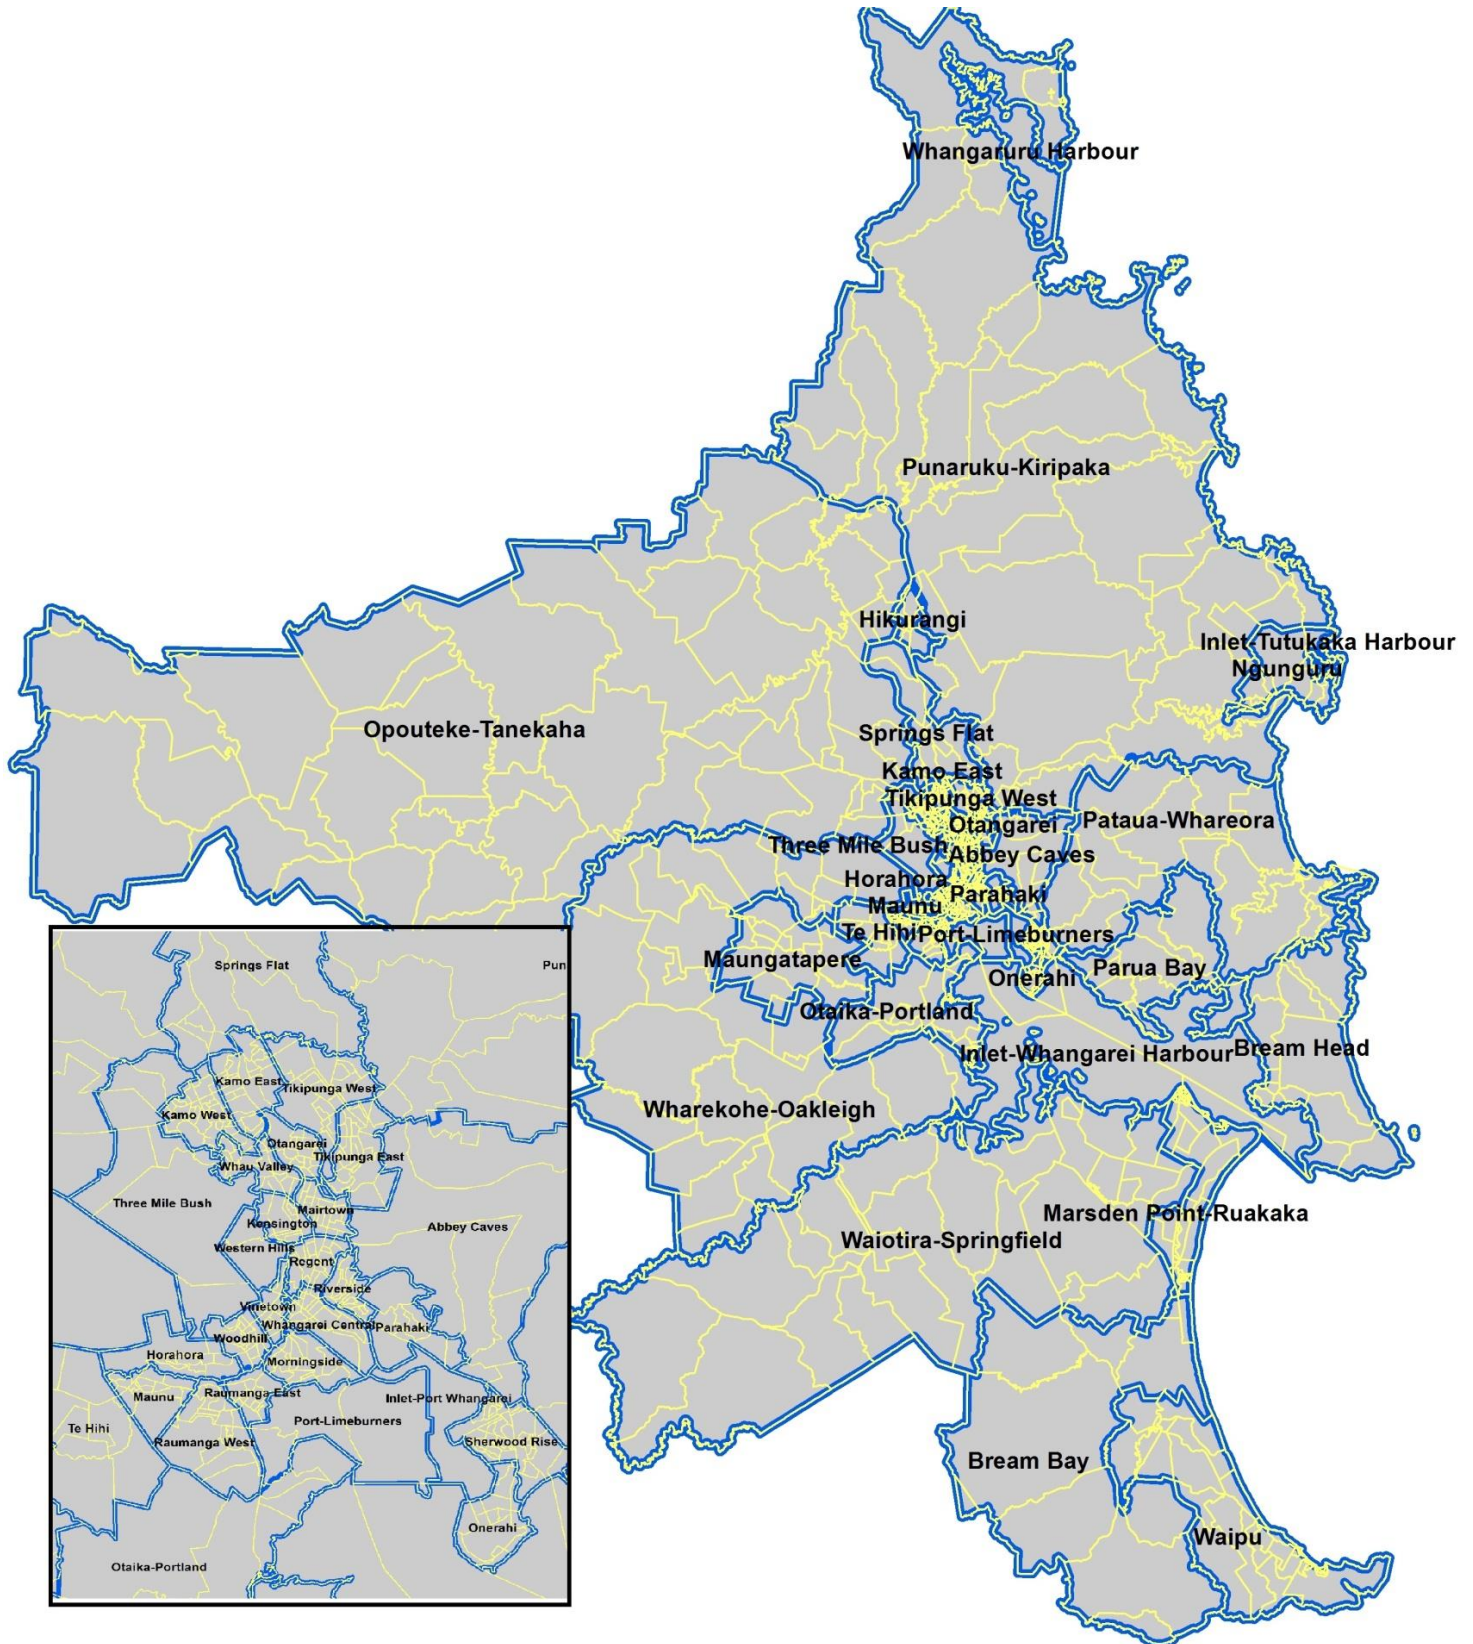 Whangaruru Harbour
Punaruku-Kiripaka
Hikurangi
Inlet-Tutukaka Harbour
Ngunguru
Opouteke-Tanekaha
Springs Flat
Kamo East
Tikipunga West
Otangarei
Pataua-Whareora
Three Mile Bush
Abbey Caves
Horahora
Parahaki
Maunu
Te Hihi
Port-Limeburners
Maungatapere
Parua Bay
Onerahi
Otaika-Portland
Inlet-Whangarei Harbour
Bream Head
Wharekohe-Oakleigh
Marsden Point-Ruakaka
Waiotira-Springfield
Bream Bay
Waipu
Springs Flat
Pun
Kamo East
Tikipunga West
Kamo West
Otangarei
Tikipunga East
Whau Valley
Three Mile Bush
Mairtown
Kensington
Abbey Caves
Western Hills
Regent
Riverside
Vinetown
Whangarei Central
Parahaki
Woodhill
Horahora
Morningside
Maunu
Raumanga East
Inlet-Port Whangarei
Port-Limeburners
Te Hihi
Raumanga West
Sherwood Rise
Onerahi
Otaika-Portland